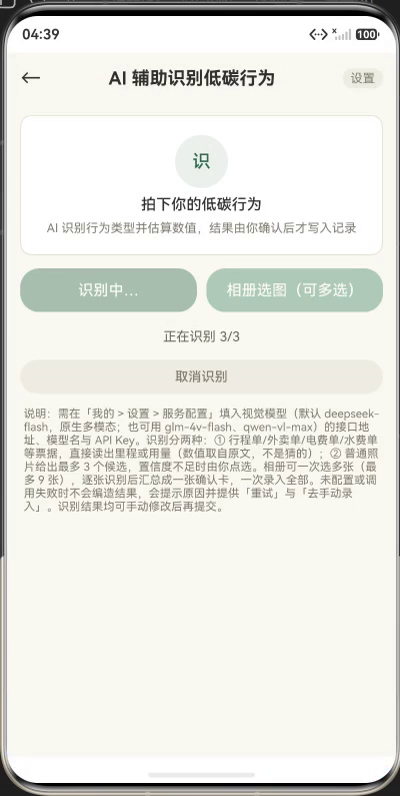 04:39
100
AI 辅助识别低碳行为
设置
识
拍下你的低碳行为
AI 识别行为类型并估算数值，结果由你确认后才写入记录
识别中...
相册选图（可多选）
正在识别 3/3
取消识别
说明：需在「我的 > 设置 > 服务配置」填入视觉模型（默认 deepseek-
flash，原生多模态；也可用 glm-4v-flash、qwen-vl-max）的接口地
址、模型名与 API Key。识别分两种：① 行程单/外卖单/电费单/水费单
等票据，直接读出里程或用量（数值取自原文，不是猜的）；② 普通照
片给出最多 3 个候选，置信度不足时由你点选。相册可一次选多张（最
多 9 张），逐张识别后汇总成一张确认卡，一次录入全部。未配置或调
用失败时不会编造结果，会提示原因并提供「重试」与「去手动录
入」。识别结果均可手动修改后再提交。